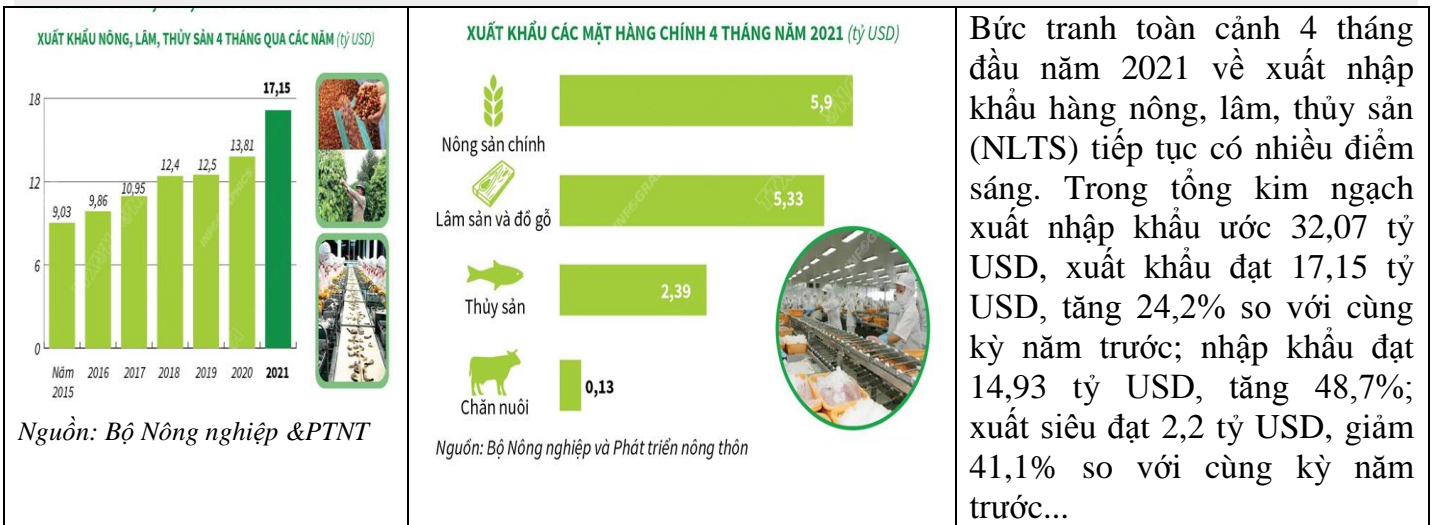 XUẤT KHẨU NÔNG, LÂM, THỦY SẢN 4 THÁNG QUA CÁC NĂM (tỷ USD)
17,15
18
13,81
12,4
12,5
12
10,95
9,86
9,03
6
0
Năm 2016 2017 2018 2019 2020 2021
2015
Nguồn: Bộ Nông nghiệp &PTNT
XUẤT KHẨU CÁC MẶT HÀNG CHÍNH 4 THÁNG NĂM 2021 (tỷ USD)
5,9
Nông sản chính
5,33
Lâm sản và đồ gỗ
2,39
Thủy sản
0,13
Chăn nuôi
Nguồn: Bộ Nông nghiệp và Phát triển nông thôn
Bức tranh toàn cảnh 4 tháng
đầu năm 2021 về xuất nhập
khẩu hàng nông, lâm, thủy sản
(NLTS) tiếp tục có nhiều điểm
sáng. Trong tổng kim ngạch
xuất nhập khẩu ước 32,07 tỷ
USD, xuất khẩu đạt 17,15 tỷ
USD, tăng 24,2% so với cùng
kỳ năm trước; nhập khẩu đạt
14,93 tỷ USD, tăng 48,7%;
xuất siêu đạt 2,2 tỷ USD, giảm
41,1% so với cùng kỳ năm
trước...